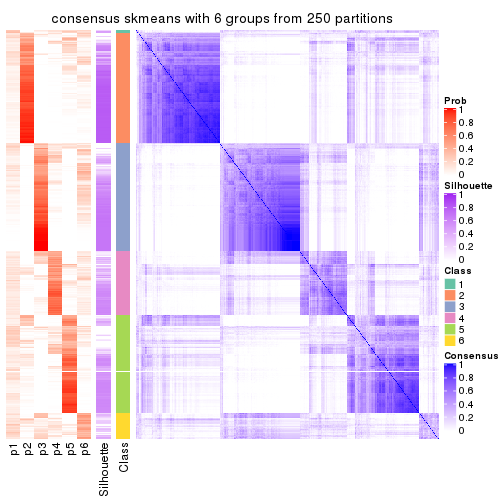 consensus skmeans with 6 groups from 250 partitions
Prob
1
0.8
0.6
0.4
0.2
0
Silhouette
1
0.8
0.6
0.4
0.2
0
Class
1
2
3
4
5
6
Consensus
1
0.8
0.6
0.4
0.2
0
p1
p2
p3
p4
p5
p6
Silhouette
Class